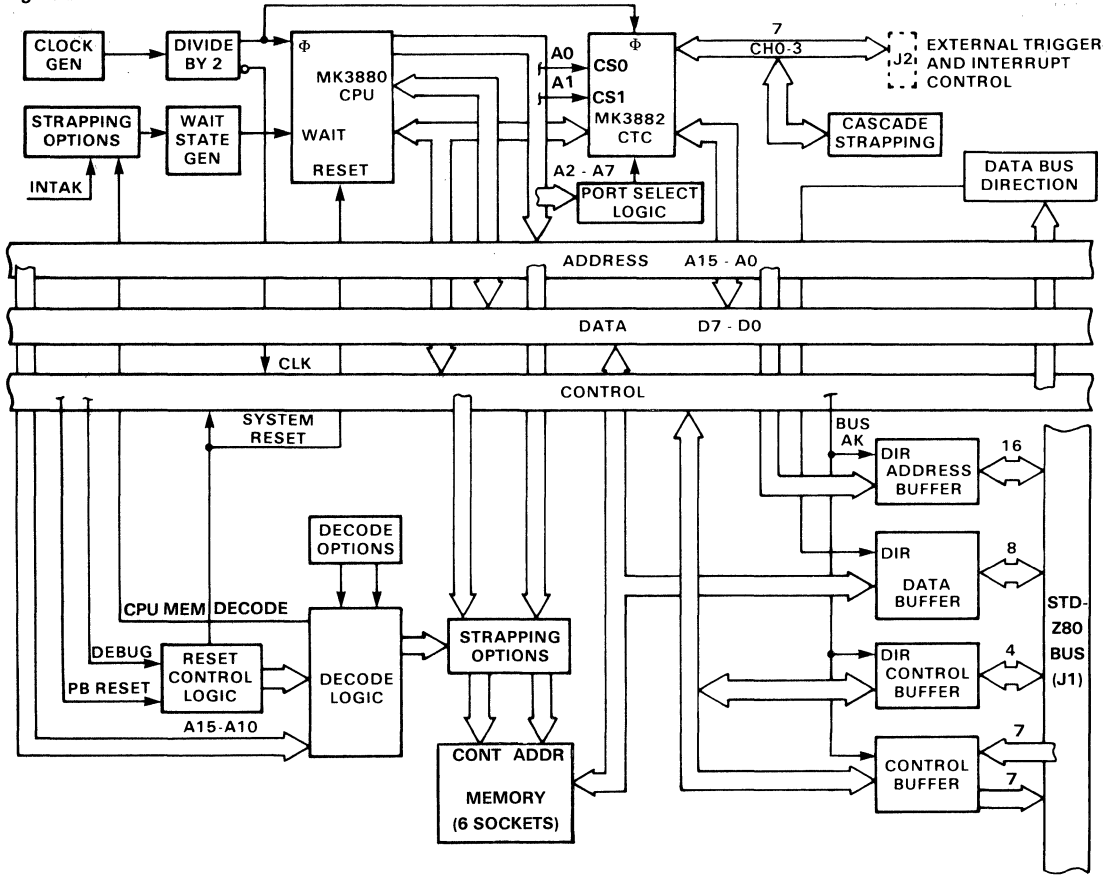 CLOCK
GEN
DIVIDE
BY 2
Φ
MK3880
CPU
WAIT
RESET
STRAPPING
OPTIONS
WAIT
STATE
GEN
INTAK
A0
A1
Φ
CS0
CS1
MK3882
CTC
7
CH0-3
J2
EXTERNAL TRIGGER
AND INTERRUPT
CONTROL
CASCADE
STRAPPING
A2 - A7
PORT SELECT
LOGIC
DATA BUS
DIRECTION
ADDRESS A15 - A0
DATA D7 - D0
CLK
CONTROL
SYSTEM
RESET
BUS
AK
DIR
ADDRESS
BUFFER
16
DECODE
OPTIONS
DIR
DATA
BUFFER
8
CPU MEM DECODE
DEBUG
PB RESET
RESET
CONTROL
LOGIC
DECODE
LOGIC
A15-A10
STRAPPING
OPTIONS
DIR
CONTROL
BUFFER
4
STD-
Z80
BUS
(J1)
CONT ADDR
MEMORY
(6 SOCKETS)
CONTROL
BUFFER
7
7